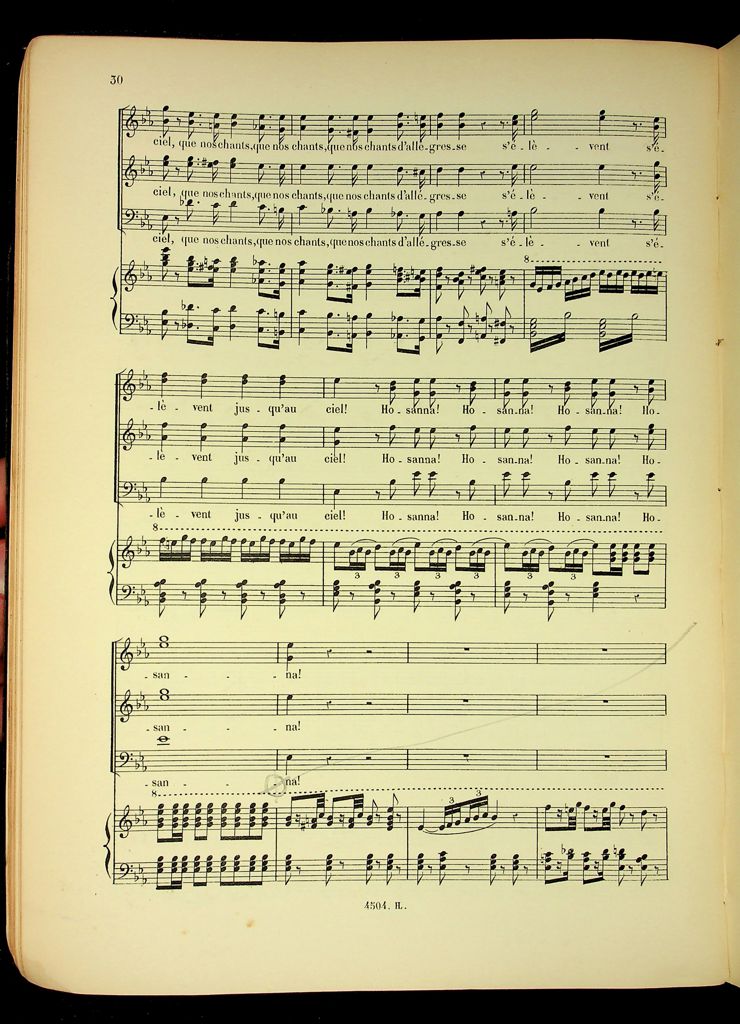 30
ciel, que nos chants, que nos chants, que nos chants d'allé-gres-se s'é-lè - - vent s'é-
ciel, que nos chants, que nos chants, que nos chants d'allé-gres-se s'é-lè - - vent s'é-
ciel, que nos chants, que nos chants, que nos chants d'allé-gres-se s'é-lè - - vent s'é-
8
-lè - vent jus - qu'au ciel! Ho-sanna! Ho-san-na! Ho-san-na! Ho-
-lè - vent jus - qu'au ciel! Ho-sanna! Ho-san-na! Ho-san-na! Ho-
-lè - vent jus - qu'au ciel! Ho-sanna! Ho-san-na! Ho-san-na! Ho-
8
3 3 3 3
-san - - - - na!
-san - - - - na!
-san - - - - na!
8
3 3
4504. H.